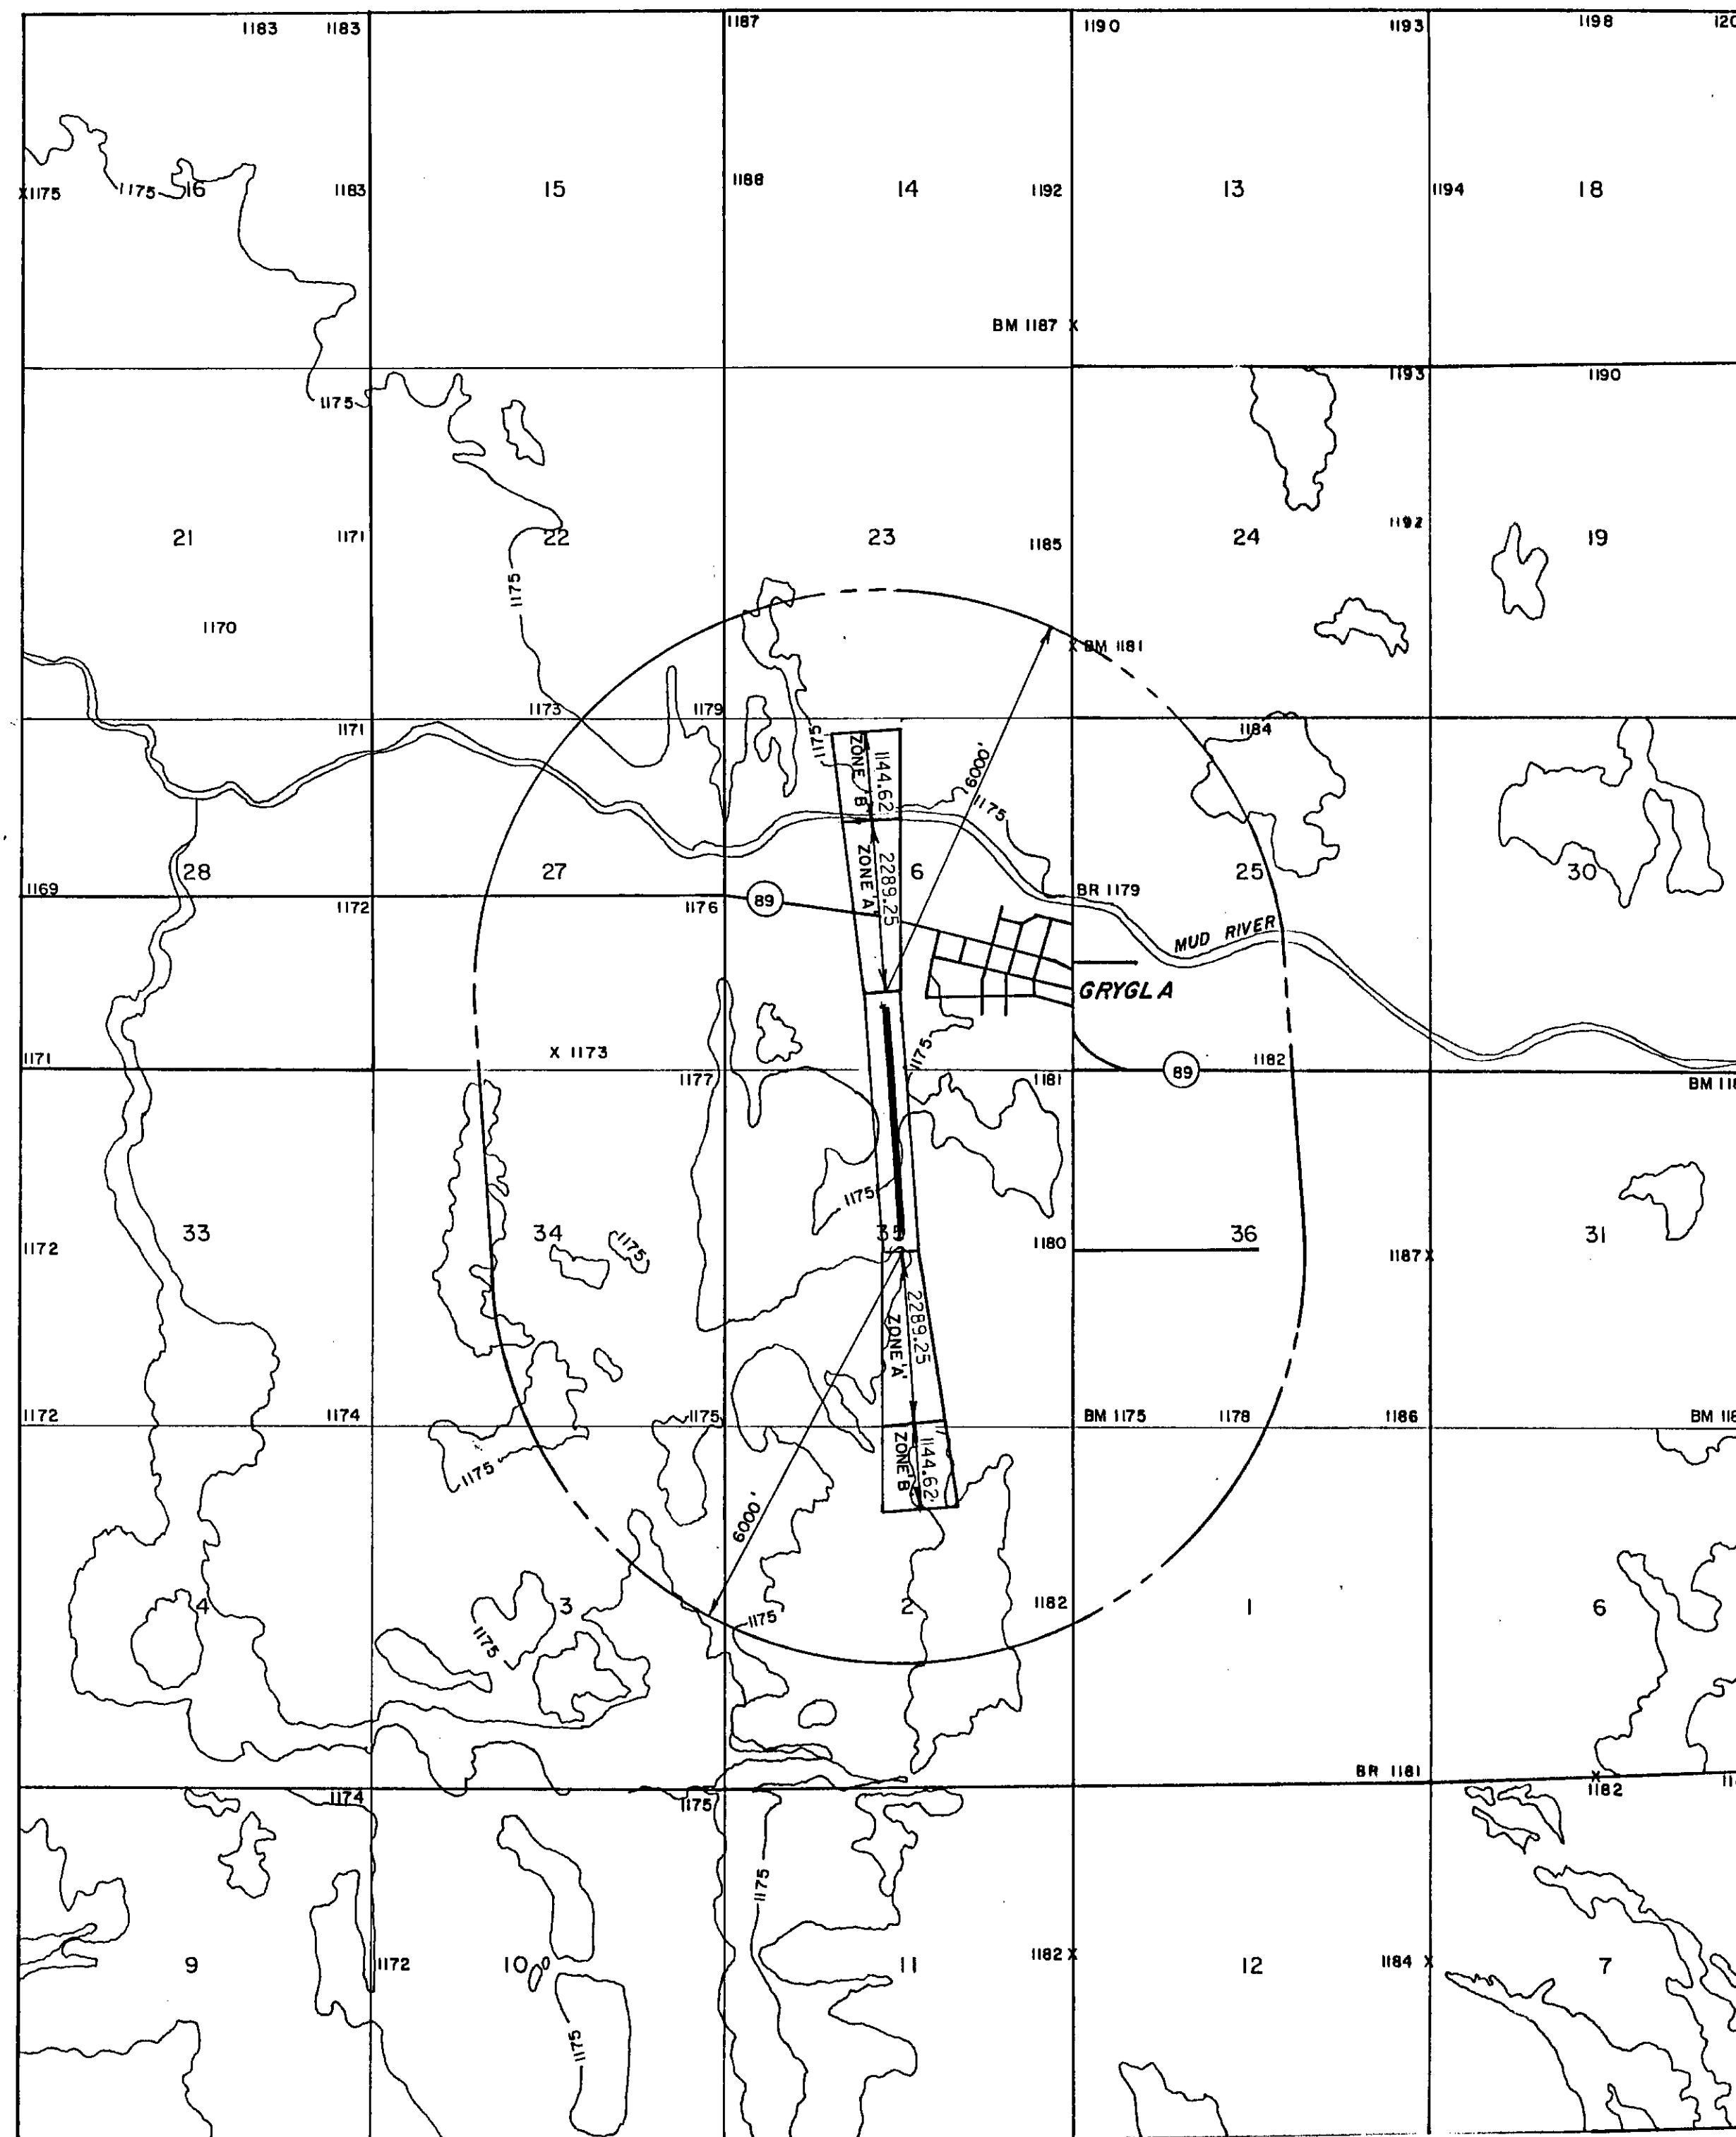 1183 1183 1187 1190 1193 1198 120
X1175 1175 16 1183 15 1188 14 1192 13 1194 18
BM 1187 X
1175 1193 1190
21 1171 22 1175 23 1185 24 1192 19
1170
X BM 1181
1171 1173 1179 1175 1184
ZONE 'B' 1144.62' 6000'
1175
28 27 ZONE 'A' 2289.25 6 25 30
1169 1172 1176 89 BR 1179
MUD RIVER
GRYGLA
1171 X 1173 1177 1175 1181 89 1182 BM 118
1175
33 34 35 36 31
1172 1175 1180 1187 X
ZONE 'A' 2289.25
1172 1174 1175 BM 1175 1178 1186 BM 118
1175 ZONE 'B' 1144.62'
6000'
4 3 1175 2 1182 1 6
1175
BR 1181 X 1182
1174 1175
1175
9 1172 10 11 1182 X 12 1184 X 7
1175